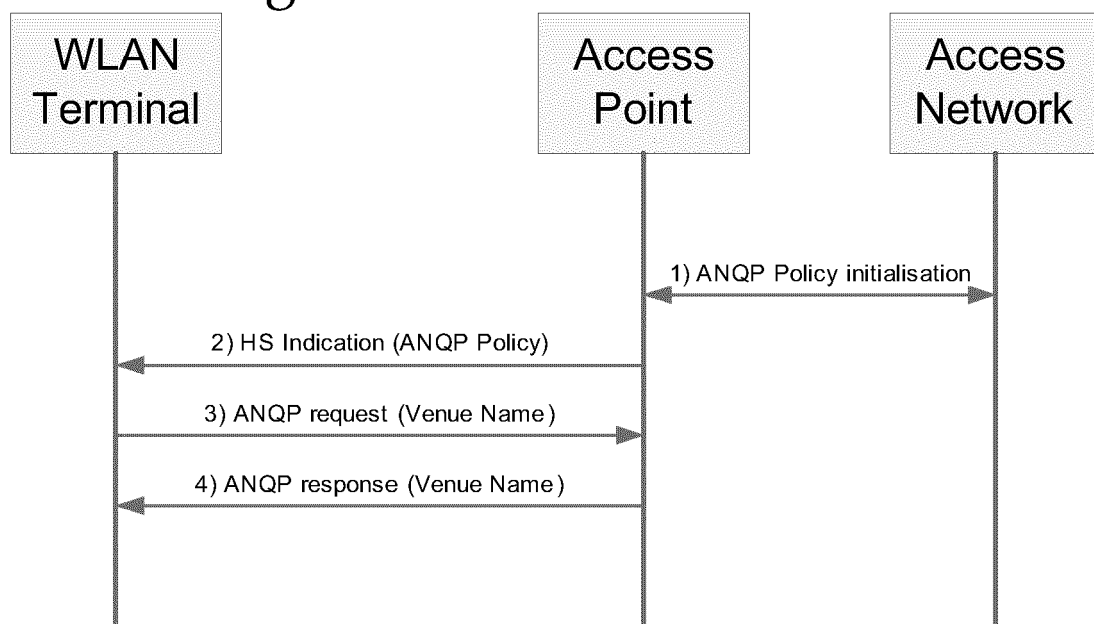 WLAN
Terminal
Access
Point
Access
Network
1) ANQP Policy initialisation
2) HS Indication (ANQP Policy)
3) ANQP request (Venue Name)
4) ANQP response (Venue Name)